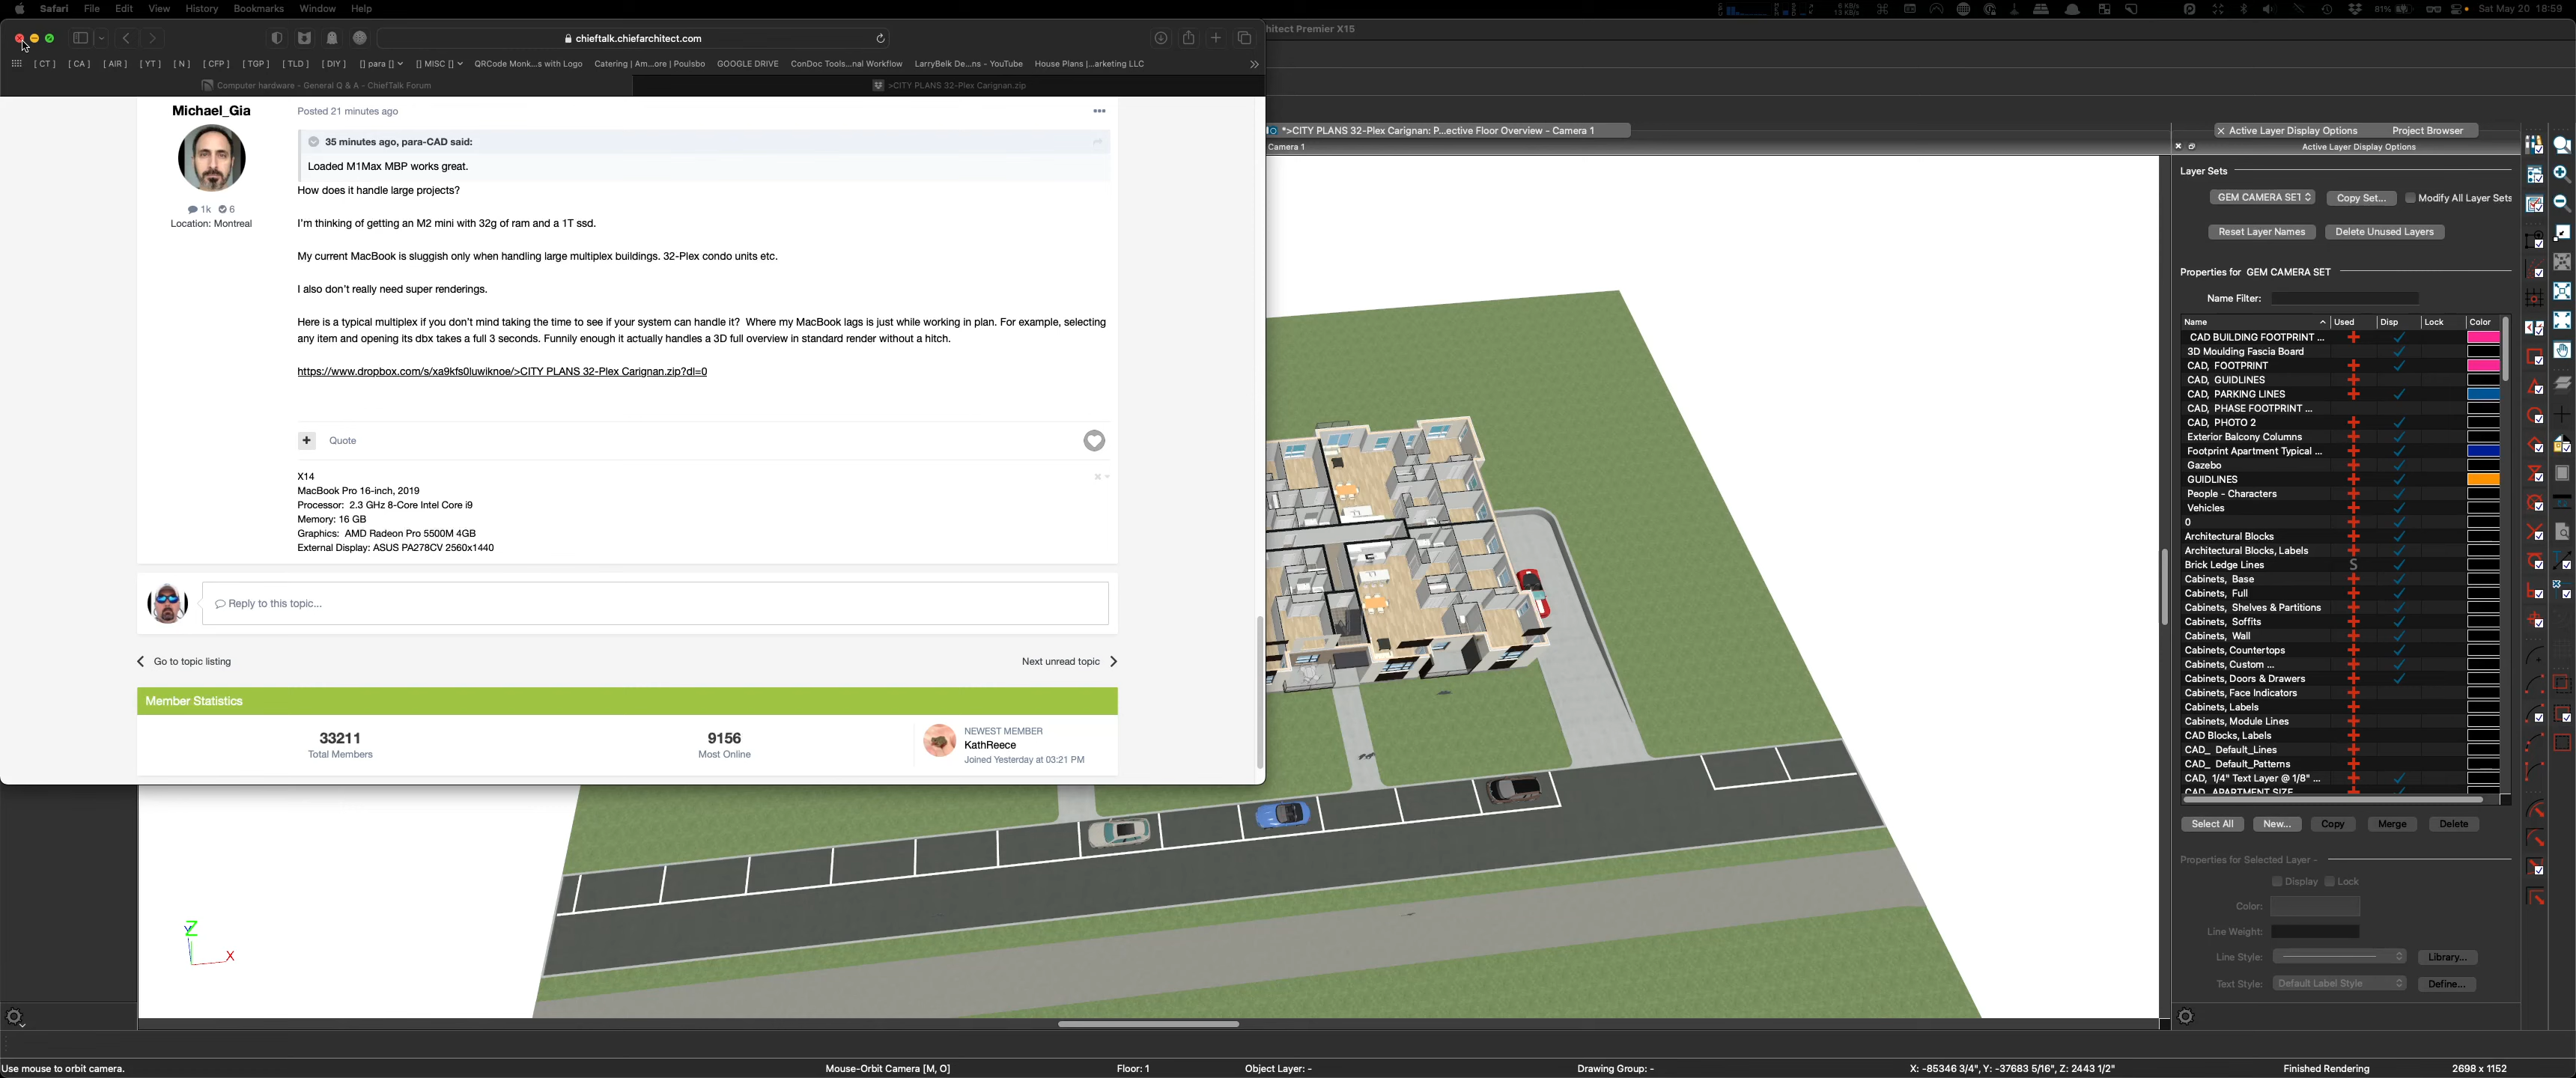 Safari File Edit View History Bookmarks Window Help
81% Sat May 20 18:59
chieftalk.chiefarchitect.com
hitect Premier X15
[ CT ] [ CA ] [ AIR ] [ YT ] [ N ] [ CFP ] [ TGP ] [ TLD ] [ DIY ] [] para [] [] MISC [] QRCode Monk...s with Logo Catering | Am...ore | Poulsbo GOOGLE DRIVE ConDoc Tools...nal Workflow LarryBelk De...ns - YouTube House Plans |...arketing LLC
Computer hardware - General Q & A - ChiefTalk Forum
>CITY PLANS 32-Plex Carignan.zip
Michael_Gia
Posted 21 minutes ago
35 minutes ago, para-CAD said:
Loaded M1Max MBP works great.
1k 6
Location: Montreal
How does it handle large projects?
I'm thinking of getting an M2 mini with 32g of ram and a 1T ssd.
My current MacBook is sluggish only when handling large multiplex buildings. 32-Plex condo units etc.
I also don't really need super renderings.
Here is a typical multiplex if you don't mind taking the time to see if your system can handle it? Where my MacBook lags is just while working in plan. For example, selecting
any item and opening its dbx takes a full 3 seconds. Funnily enough it actually handles a 3D full overview in standard render without a hitch.
https://www.dropbox.com/s/xa9kfs0luwiknoe/>CITY PLANS 32-Plex Carignan.zip?dl=0
Quote
X14
MacBook Pro 16-inch, 2019
Processor: 2.3 GHz 8-Core Intel Core i9
Memory: 16 GB
Graphics: AMD Radeon Pro 5500M 4GB
External Display: ASUS PA278CV 2560x1440
Reply to this topic...
Go to topic listing
Next unread topic
Member Statistics
33211
Total Members
9156
Most Online
NEWEST MEMBER
KathReece
Joined Yesterday at 03:21 PM
*>CITY PLANS 32-Plex Carignan: P...ective Floor Overview - Camera 1
Camera 1
Z
Y
X
Active Layer Display Options Project Browser
Active Layer Display Options
Layer Sets
GEM CAMERA SET Copy Set... Modify All Layer Sets
Reset Layer Names Delete Unused Layers
Properties for GEM CAMERA SET
Name Filter:
Name Used Disp Lock Color
CAD BUILDING FOOTPRINT ...
3D Moulding Fascia Board
CAD, FOOTPRINT
CAD, GUIDLINES
CAD, PARKING LINES
CAD, PHASE FOOTPRINT ...
CAD, PHOTO 2
Exterior Balcony Columns
Footprint Apartment Typical ...
Gazebo
GUIDLINES
People - Characters
Vehicles
0
Architectural Blocks
Architectural Blocks, Labels
Brick Ledge Lines S
Cabinets, Base
Cabinets, Full
Cabinets, Shelves & Partitions
Cabinets, Soffits
Cabinets, Wall
Cabinets, Countertops
Cabinets, Custom ...
Cabinets, Doors & Drawers
Cabinets, Face Indicators
Cabinets, Labels
Cabinets, Module Lines
CAD Blocks, Labels
CAD_ Default_Lines
CAD_ Default_Patterns
CAD, 1/4" Text Layer @ 1/8" ...
CAD, APARTMENT SIZE
Select All New... Copy Merge Delete
Properties for Selected Layer -
Display Lock
Color:
Line Weight:
Line Style: Library...
Text Style: Default Label Style Define...
Use mouse to orbit camera. Mouse-Orbit Camera [M, O] Floor: 1 Object Layer: - Drawing Group: - X: -85346 3/4", Y: -37683 5/16", Z: 2443 1/2" Finished Rendering 2698 x 1152